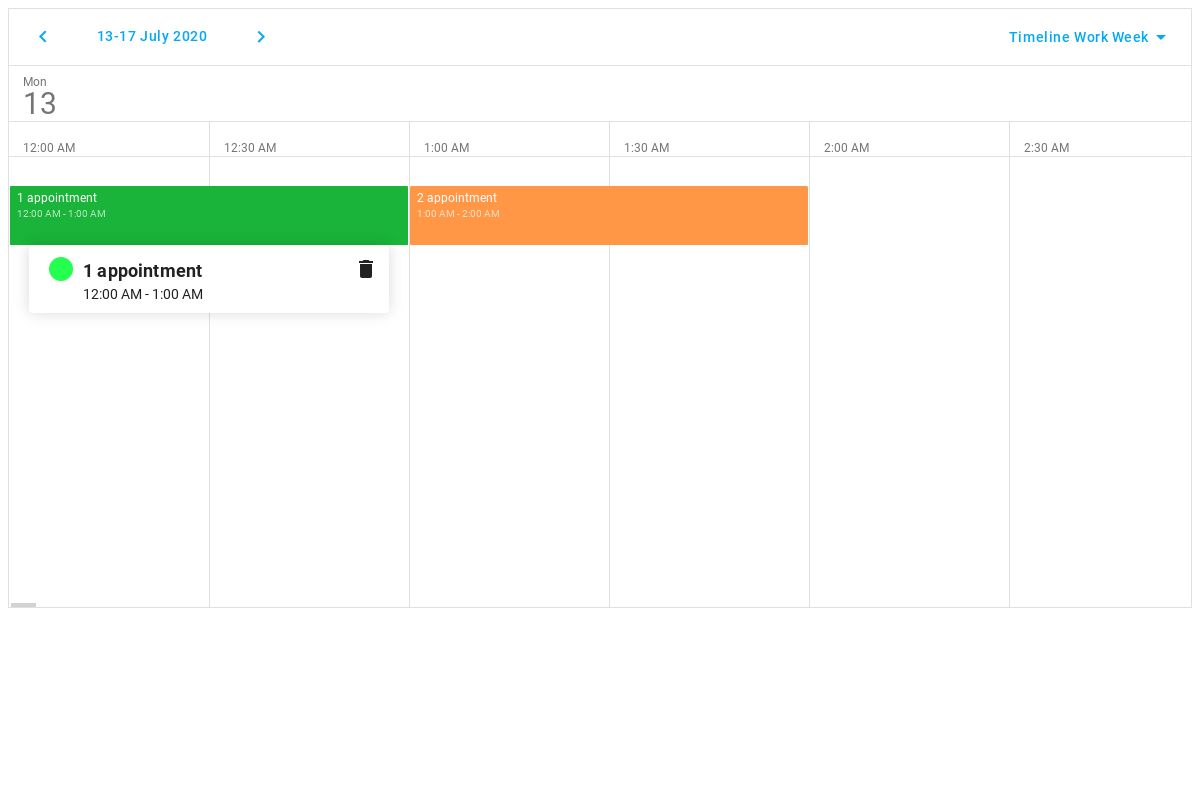 13-17 July 2020
Timeline Work Week
Mon
13
12:00 AM
12:30 AM
1:00 AM
1:30 AM
2:00 AM
2:30 AM
1 appointment
12:00 AM - 1:00 AM
2 appointment
1:00 AM - 2:00 AM
1 appointment
12:00 AM - 1:00 AM